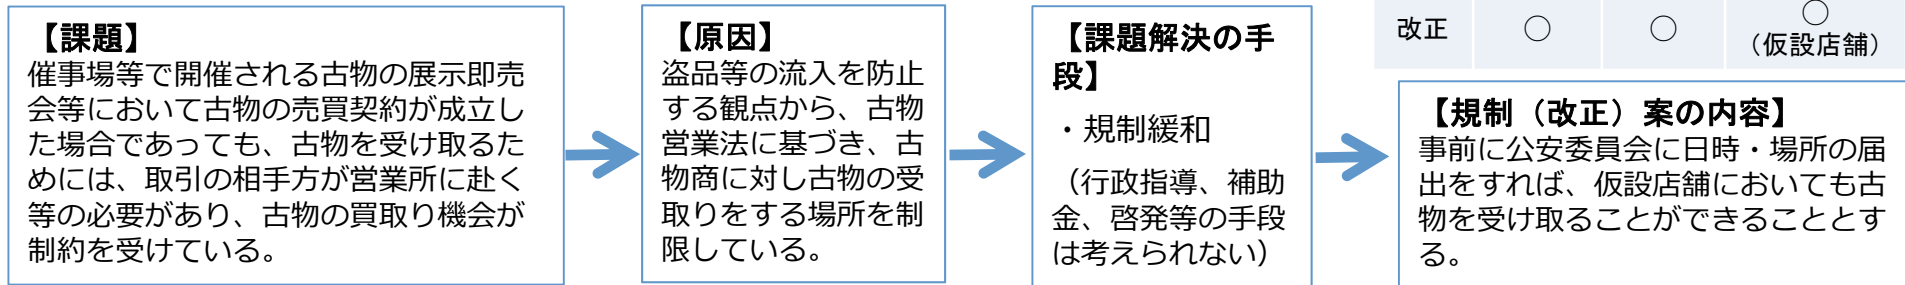 【課題】
催事場等で開催される古物の展示即売
会等において古物の売買契約が成立し
た場合であっても、古物を受け取るた
めには、取引の相手方が営業所に赴く
等の必要があり、古物の買取り機会が
制約を受けている。
【原因】
盗品等の流入を防止
する観点から、古物
営業法に基づき、古
物商に対し古物の受
取りをする場所を制
限している。
【課題解決の手
段】
・規制緩和
（行政指導、補助
金、啓発等の手段
は考えられない）
改正 ○ ○ ○
（仮設店舗）
【規制（改正）案の内容】
事前に公安委員会に日時・場所の届
出をすれば、仮設店舗においても古
物を受け取ることができることとす
る。